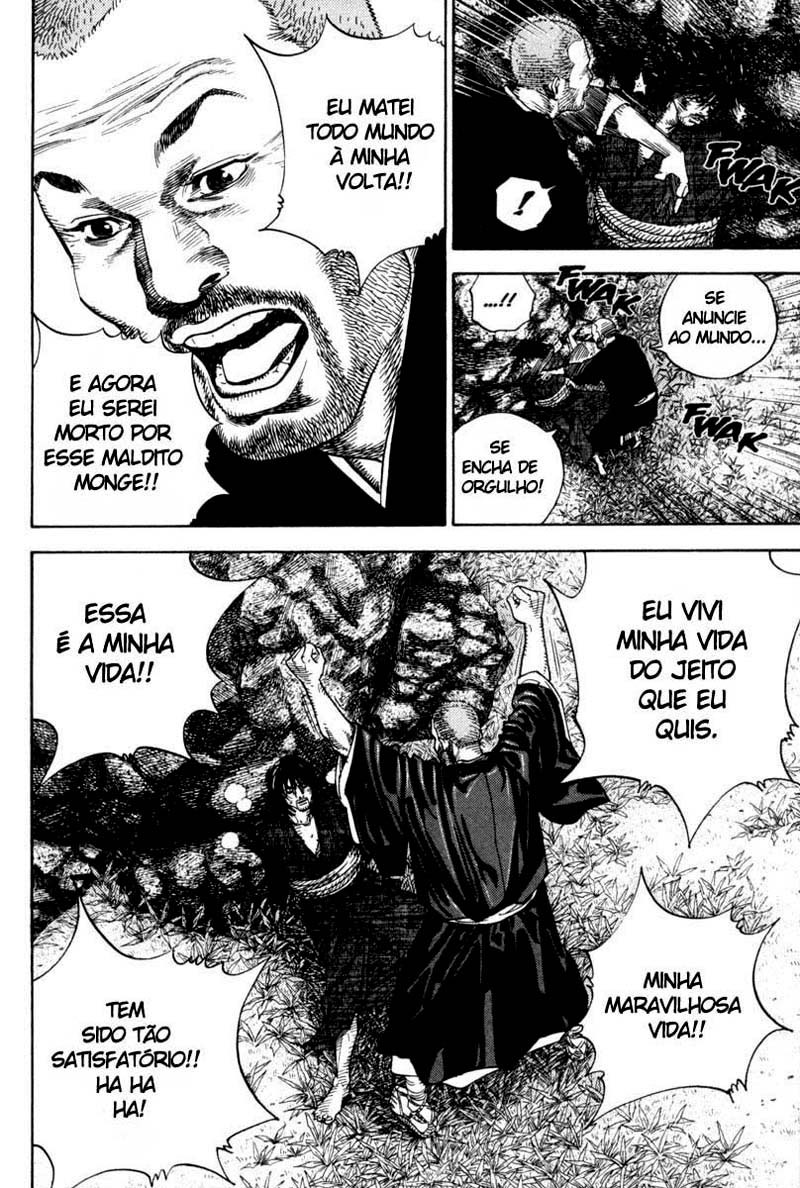 !
FWAK
FWAK
SE
ANUNCIE
AO MUNDO...
FWAK
...!!
FWAK
SE
ENCHA DE
ORGULHO!
EU MATEI
TODO MUNDO
À MINHA
VOLTA!!
E AGORA
EU SEREI
MORTO POR
ESSE MALDITO
MONGE!!
EU VIVI
MINHA VIDA
DO JEITO
QUE EU
QUIS.
ESSA
É A MINHA
VIDA!!
MINHA
MARAVILHOSA
VIDA!!
TEM
SIDO TÃO
SATISFATÓRIO!!
HA HA
HA!